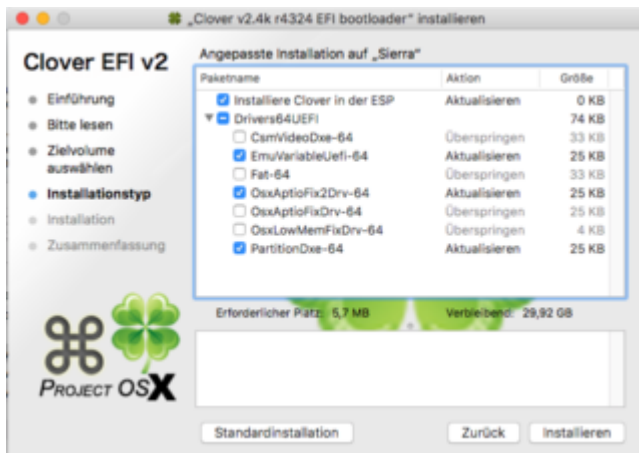 „Clover v2.4k r4324 EFI bootloader“ installieren
Clover EFI v2
Angepasste Installation auf „Sierra“
Paketname Aktion Größe
Einführung
Bitte lesen
Zielvolume
auswählen
Installationstyp
Installation
Zusammenfassung
Installiere Clover in der ESP Aktualisieren 0 KB
Drivers64UEFI 74 KB
CsmVideoDxe-64 Überspringen 33 KB
EmuVariableUefi-64 Aktualisieren 25 KB
Fat-64 Überspringen 33 KB
OsxAptioFix2Drv-64 Aktualisieren 25 KB
OsxAptioFixDrv-64 Überspringen 25 KB
OsxLowMemFixDrv-64 Überspringen 4 KB
PartitionDxe-64 Aktualisieren 25 KB
Erforderlicher Platz: 5,7 MB Verbleibend: 29,92 GB
PROJECT OSX
Standardinstallation Zurück Installieren